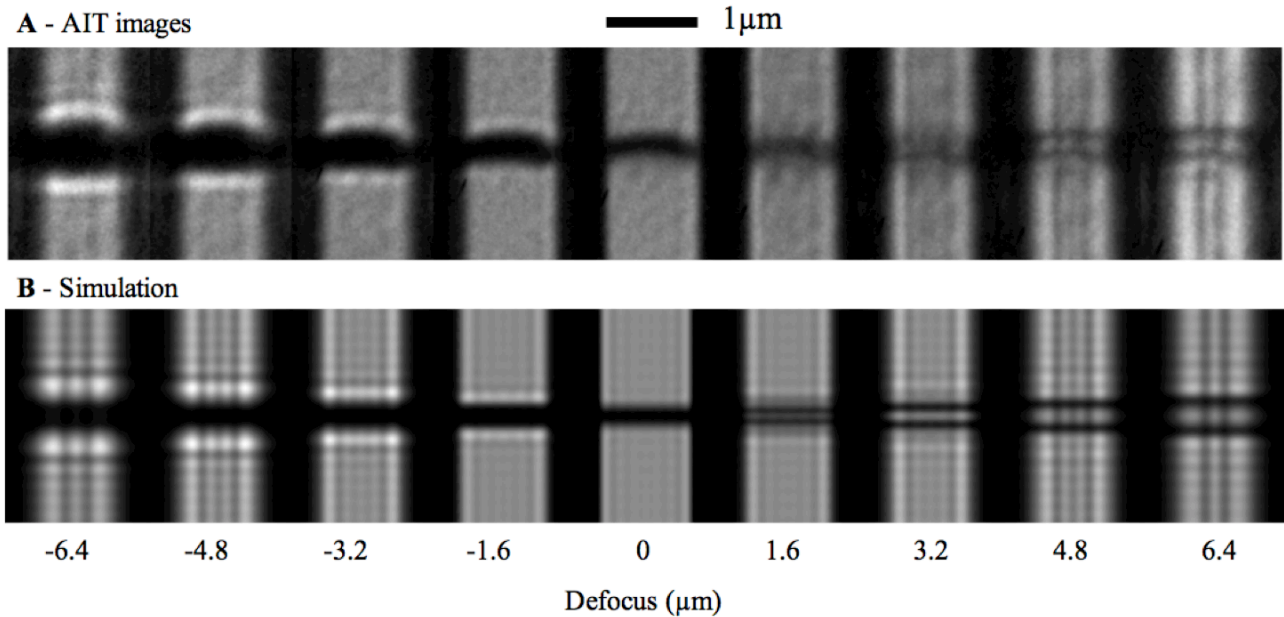 A - AIT images
1µm
B - Simulation
-6.4 -4.8 -3.2 -1.6 0 1.6 3.2 4.8 6.4
Defocus (µm)